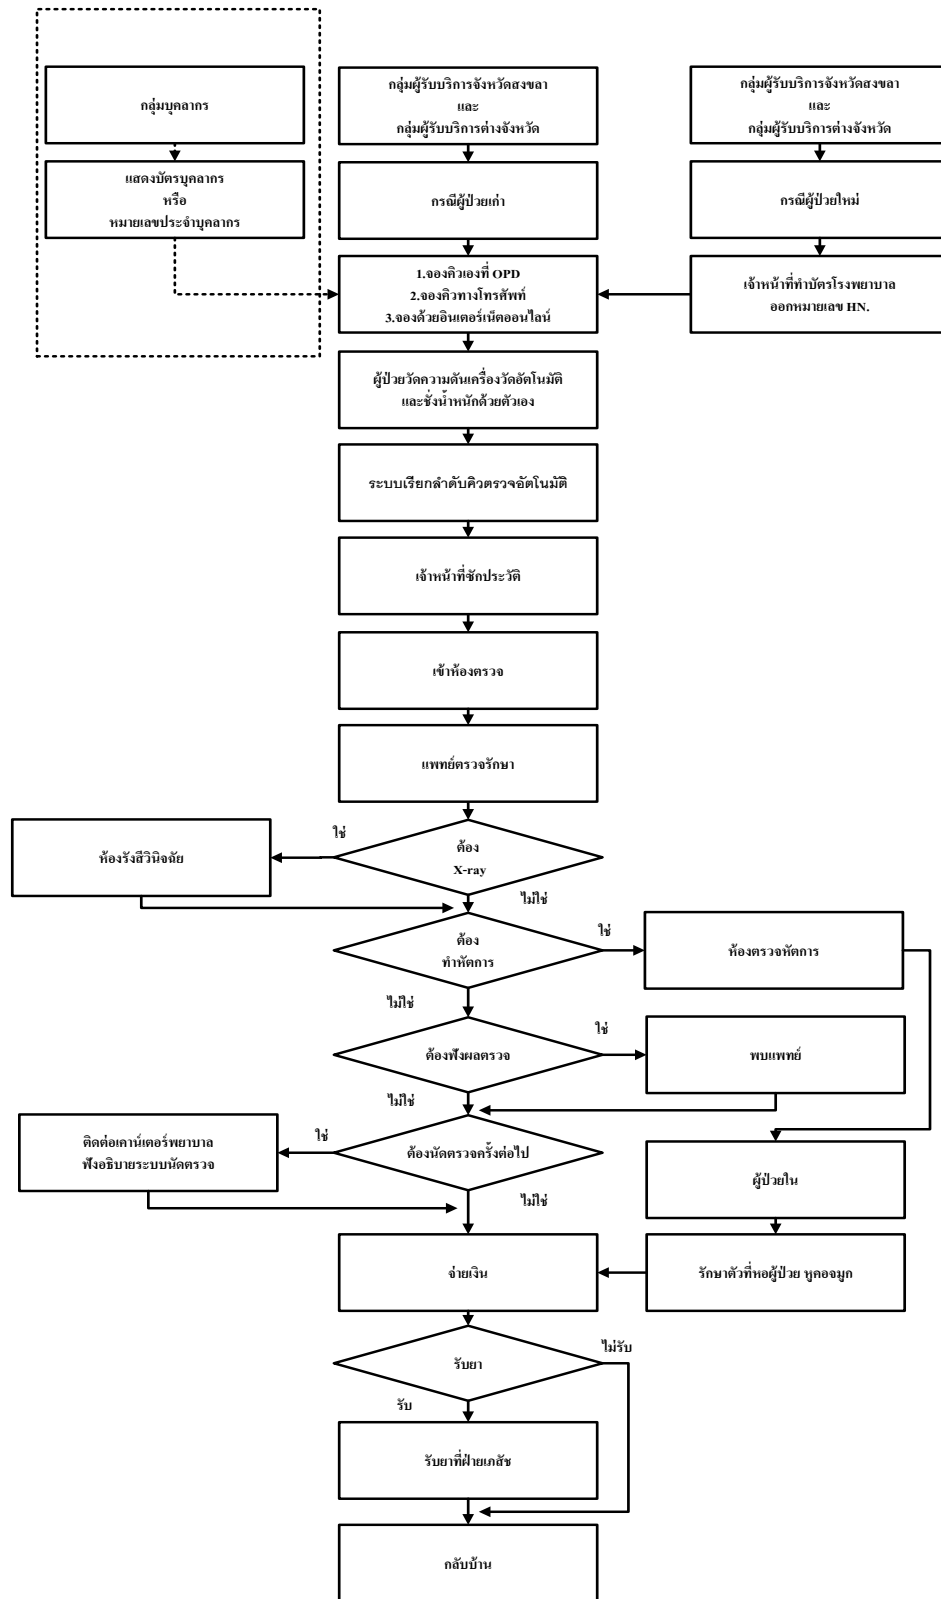 กลุ่มบุคลากร
แสดงบัตรบุคลากร
หรือ
หมายเลขประจำบุคลากร
กลุ่มผู้รับบริการจังหวัดสงขลา
และ
กลุ่มผู้รับบริการต่างจังหวัด
กรณีผู้ป่วยเก่า
กลุ่มผู้รับบริการจังหวัดสงขลา
และ
กลุ่มผู้รับบริการต่างจังหวัด
กรณีผู้ป่วยใหม่
เจ้าหน้าที่ทำบัตรโรงพยาบาล
ออกหมายเลข HN.
1.จองคิวเองที่ OPD
2.จองคิวทางโทรศัพท์
3.จองด้วยอินเตอร์เน็ตออนไลน์
ผู้ป่วยวัดความดันเครื่องวัดอัตโนมัติ
และชั่งน้ำหนักด้วยตัวเอง
ระบบเรียกลำดับคิวตรวจอัตโนมัติ
เจ้าหน้าที่ซักประวัติ
เข้าห้องตรวจ
แพทย์ตรวจรักษา
ต้อง
X-ray
ใช่
ห้องรังสีวินิจฉัย
ไม่ใช่
ต้อง
ทำหัตการ
ใช่
ห้องตรวจหัตการ
ไม่ใช่
ต้องฟังผลตรวจ
ใช่
พบแพทย์
ไม่ใช่
ต้องนัดตรวจครั้งต่อไป
ใช่
ติดต่อเคาน์เตอร์พยาบาล
ฟังอธิบายระบบนัดตรวจ
ไม่ใช่
ผู้ป่วยใน
รักษาตัวที่หอผู้ป่วย หูคอจมูก
จ่ายเงิน
รับยา
ไม่รับ
รับ
รับยาที่ฝ่ายเภสัช
กลับบ้าน